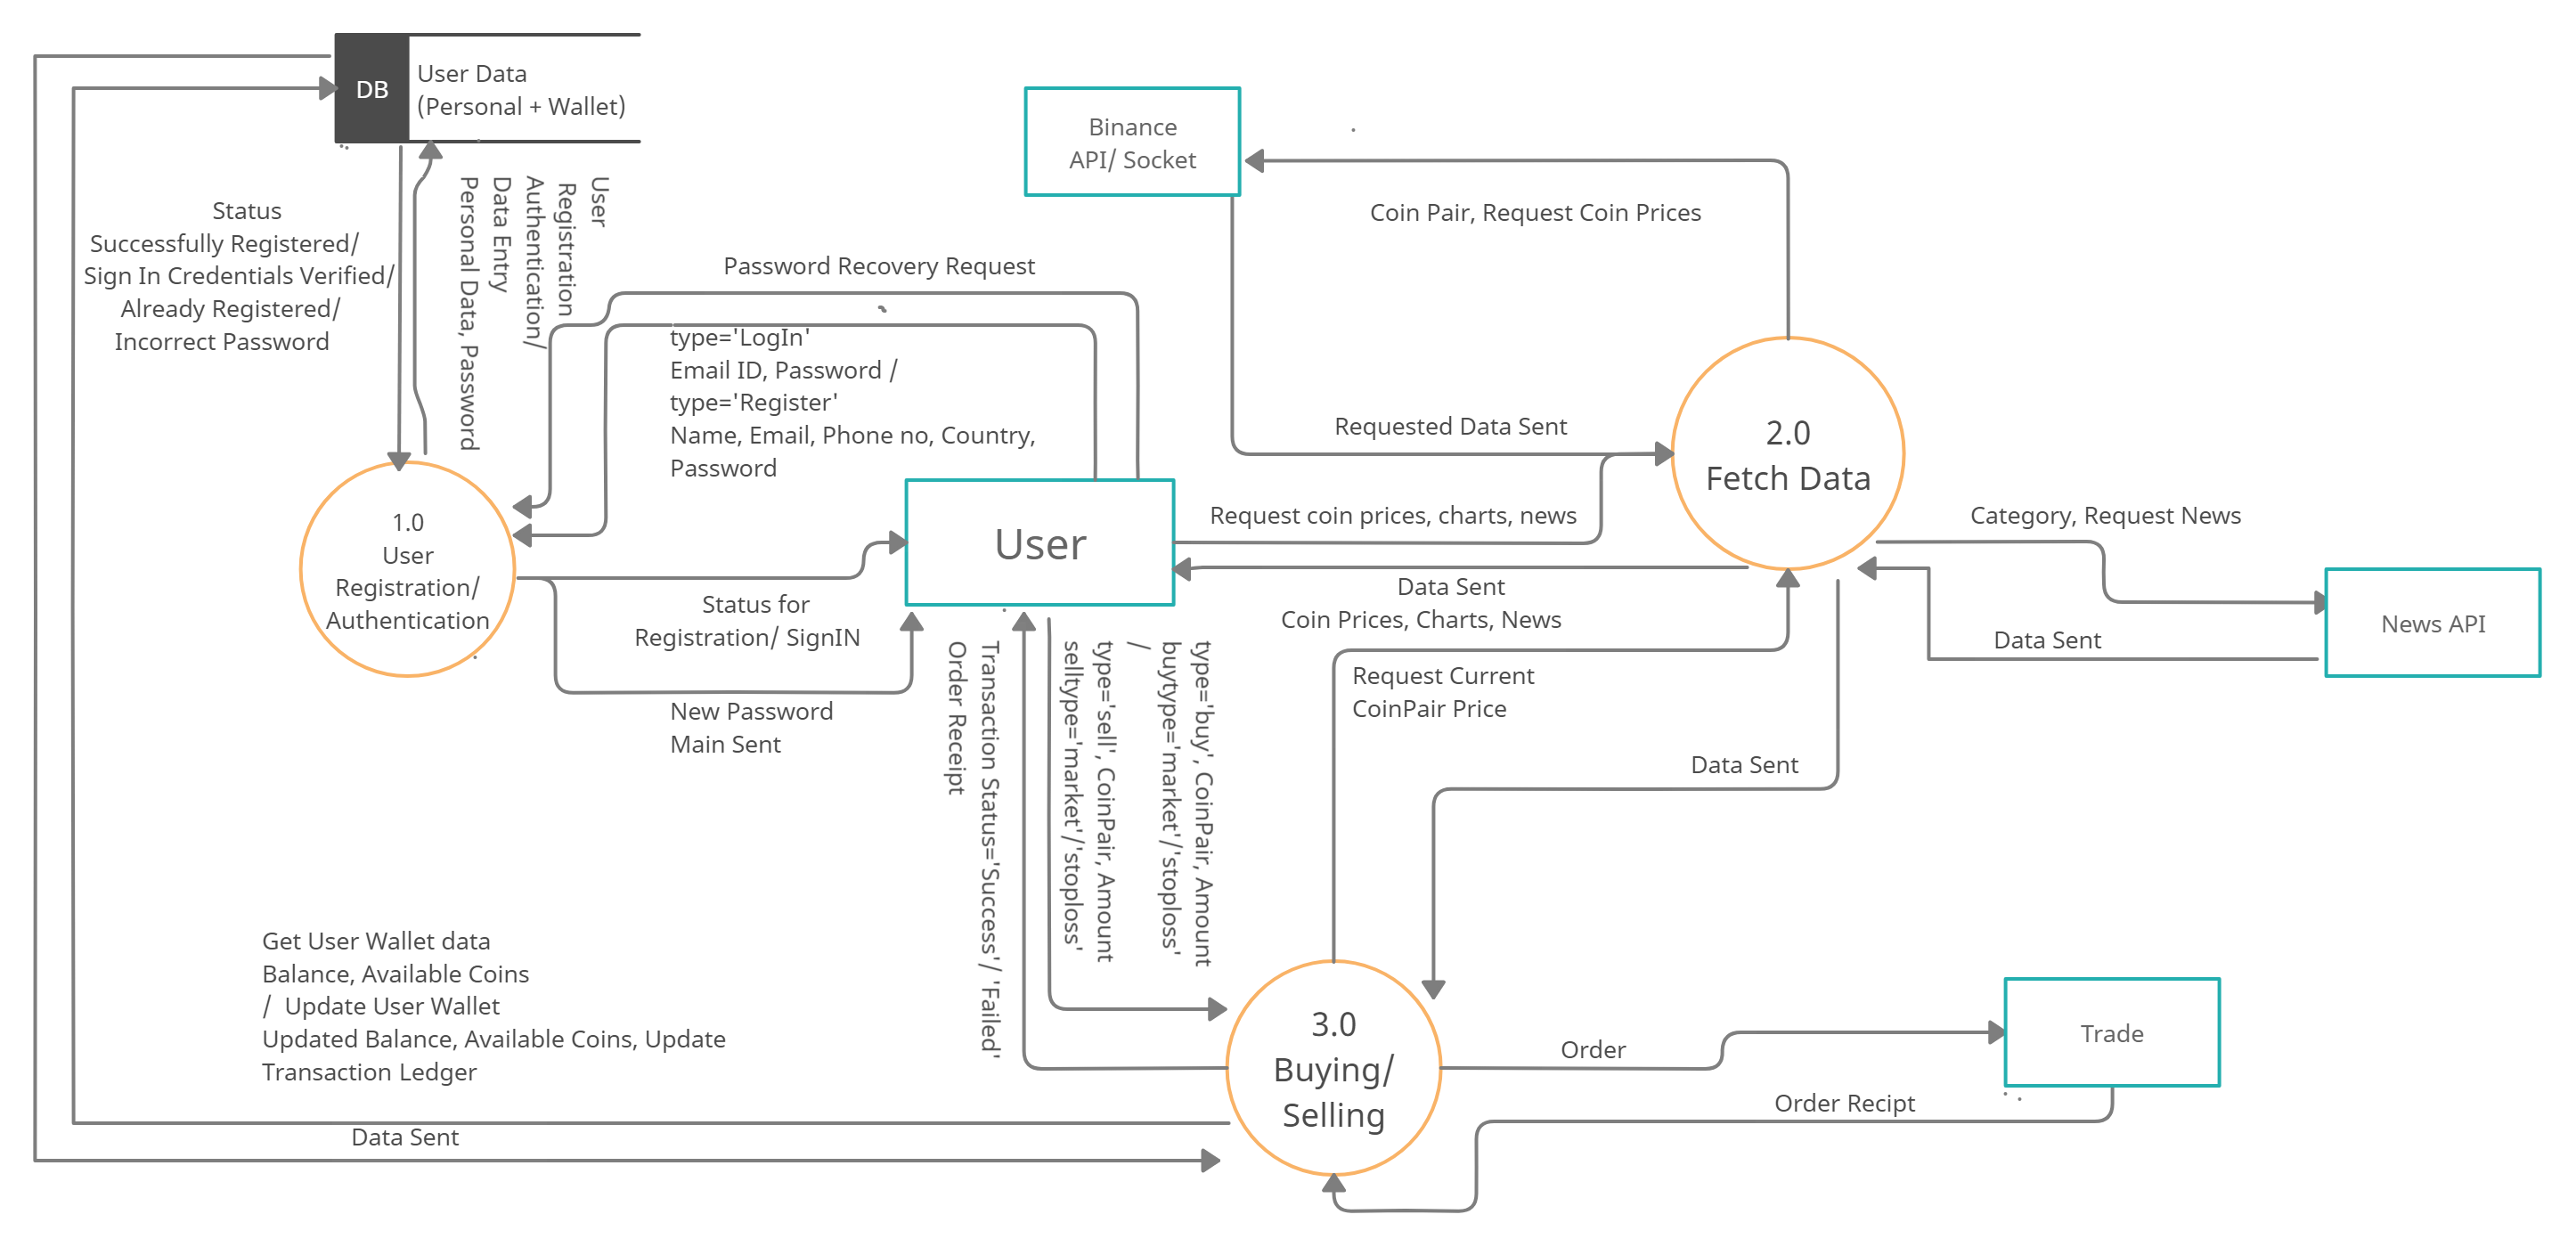 DB
User Data
(Personal + Wallet)
Binance
API/ Socket
Coin Pair, Request Coin Prices
Status
Successfully Registered/
Sign In Credentials Verified/
Already Registered/
Incorrect Password
User
Registration
Authentication/
Data Entry
Personal Data, Password
Password Recovery Request
type='LogIn'
Email ID, Password /
type='Register'
Name, Email, Phone no, Country,
Password
Requested Data Sent
2.0
Fetch Data
1.0
User
Registration/
Authentication
User
Request coin prices, charts, news
Category, Request News
Data Sent
Coin Prices, Charts, News
Status for
Registration/ SignIN
News API
Data Sent
New Password
Main Sent
Request Current
CoinPair Price
Data Sent
type='buy', CoinPair, Amount
buytype='market'/'stoploss'
/
type='sell', CoinPair, Amount
selltype='market'/'stoploss'
Transaction Status='Success'/ 'Failed'
Order Receipt
Get User Wallet data
Balance, Available Coins
/  Update User Wallet
Updated Balance, Available Coins, Update
Transaction Ledger
3.0
Buying/
Selling
Order
Trade
Order Recipt
Data Sent